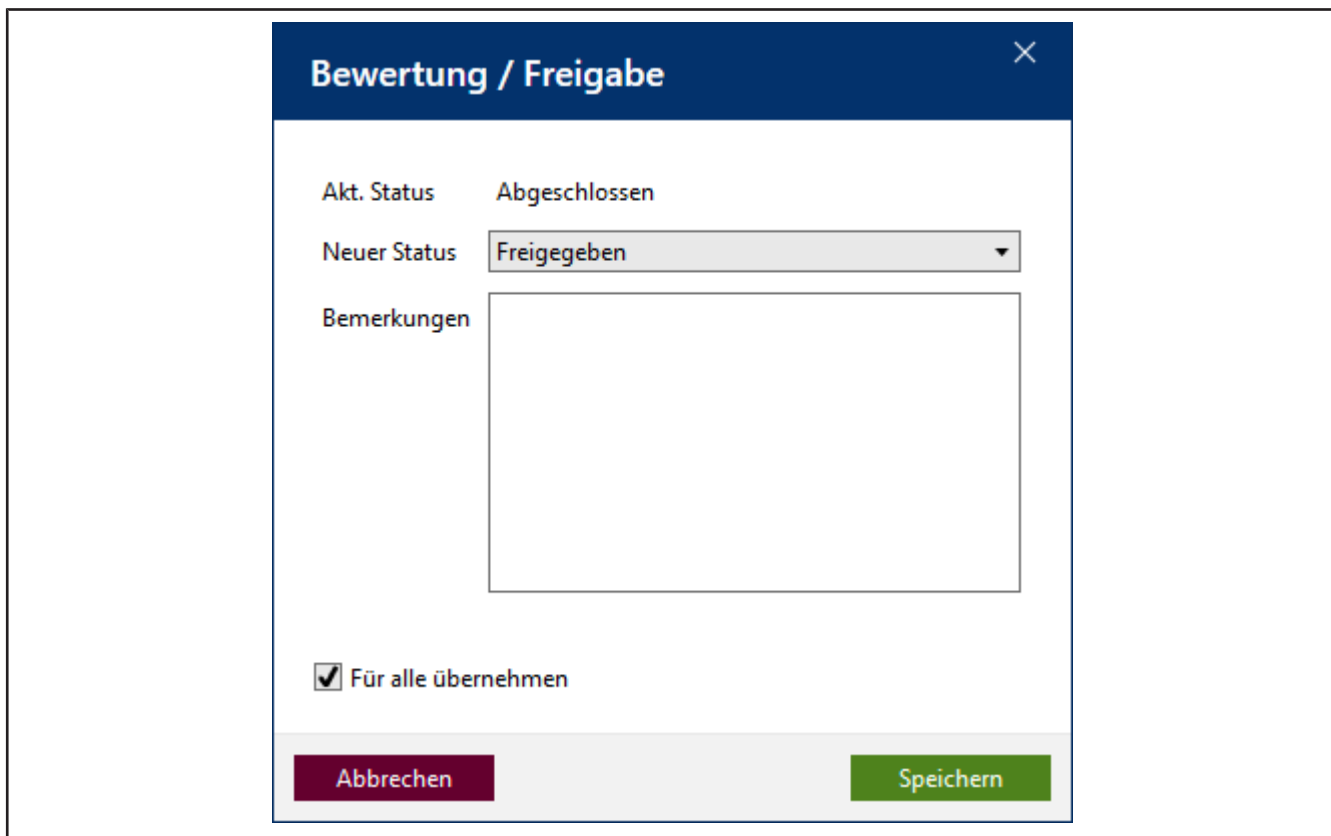 Bewertung / Freigabe
Akt. Status Abgeschlossen
Neuer Status Freigegeben
Bemerkungen
Für alle übernehmen
Abbrechen Speichern